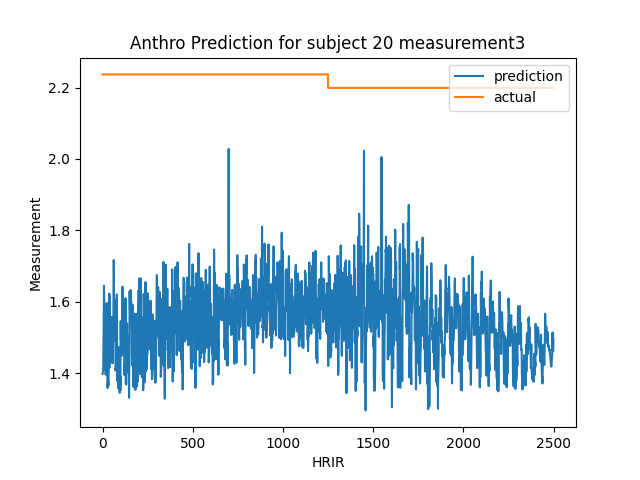 Anthro Prediction for subject 20 measurement3
prediction
actual
2.2
2.0
1.8
1.6
1.4
Measurement
0
500
1000
1500
2000
2500
HRIR